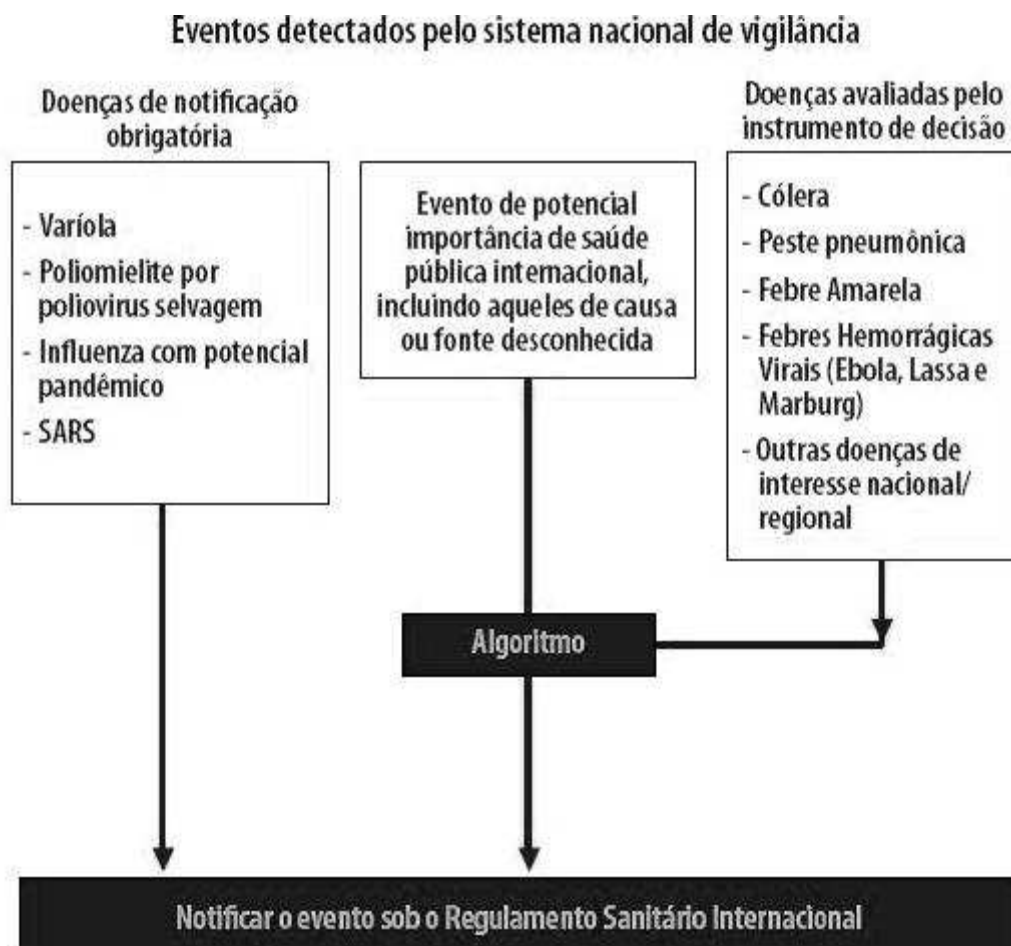 Eventos detectados pelo sistema nacional de vigilância
Doenças de notificação
obrigatória
- Varíola
- Poliomielite por
poliovirus selvagem
- Influenza com potencial
pandêmico
- SARS
Evento de potencial
importância de saúde
pública internacional,
incluindo aqueles de causa
ou fonte desconhecida
Doenças avaliadas pelo
instrumento de decisão
- Cólera
- Peste pneumônica
- Febre Amarela
- Febres Hemorrágicas
Virais (Ebola, Lassa e
Marburg)
- Outras doenças de
interesse nacional/
regional
Algoritmo
Notificar o evento sob o Regulamento Sanitário Internacional